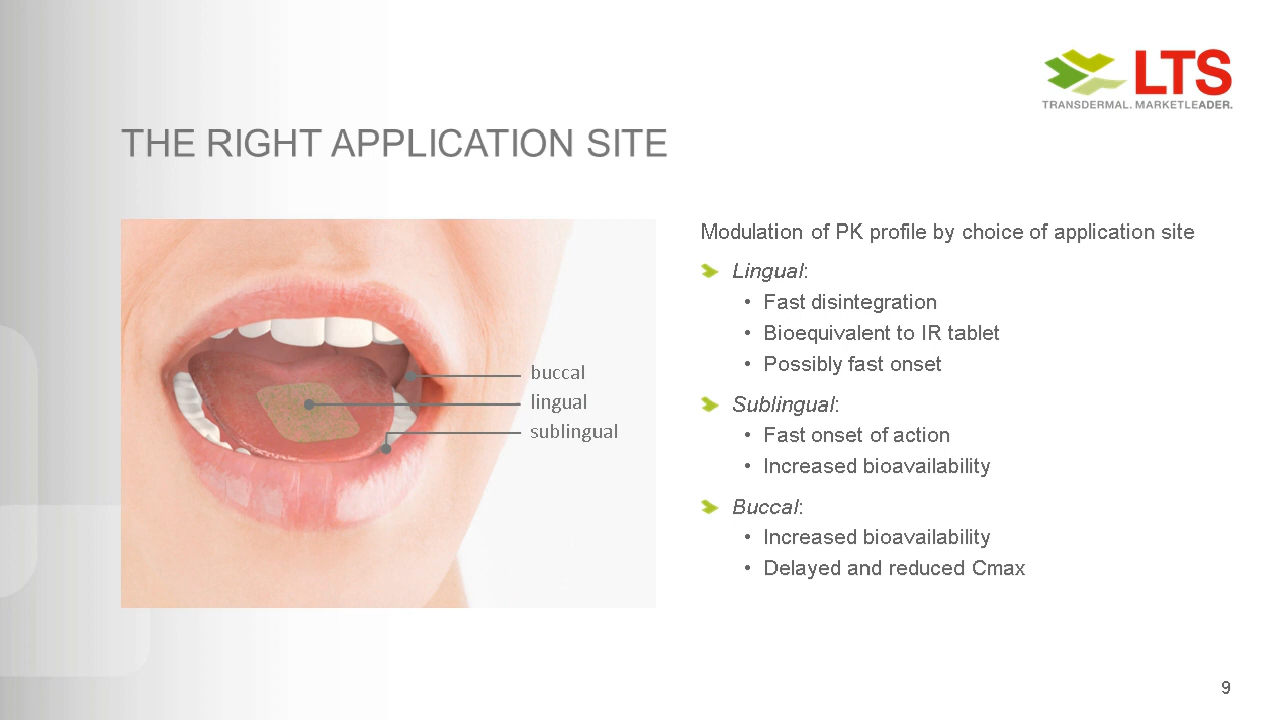 LTS
TRANSDERMAL. MARKETLEADER.
THE RIGHT APPLICATION SITE
buccal
lingual
sublingual
Modulation of PK profile by choice of application site
Lingual:
• Fast disintegration
• Bioequivalent to IR tablet
• Possibly fast onset
Sublingual:
• Fast onset of action
• Increased bioavailability
Buccal:
• Increased bioavailability
• Delayed and reduced Cmax
9